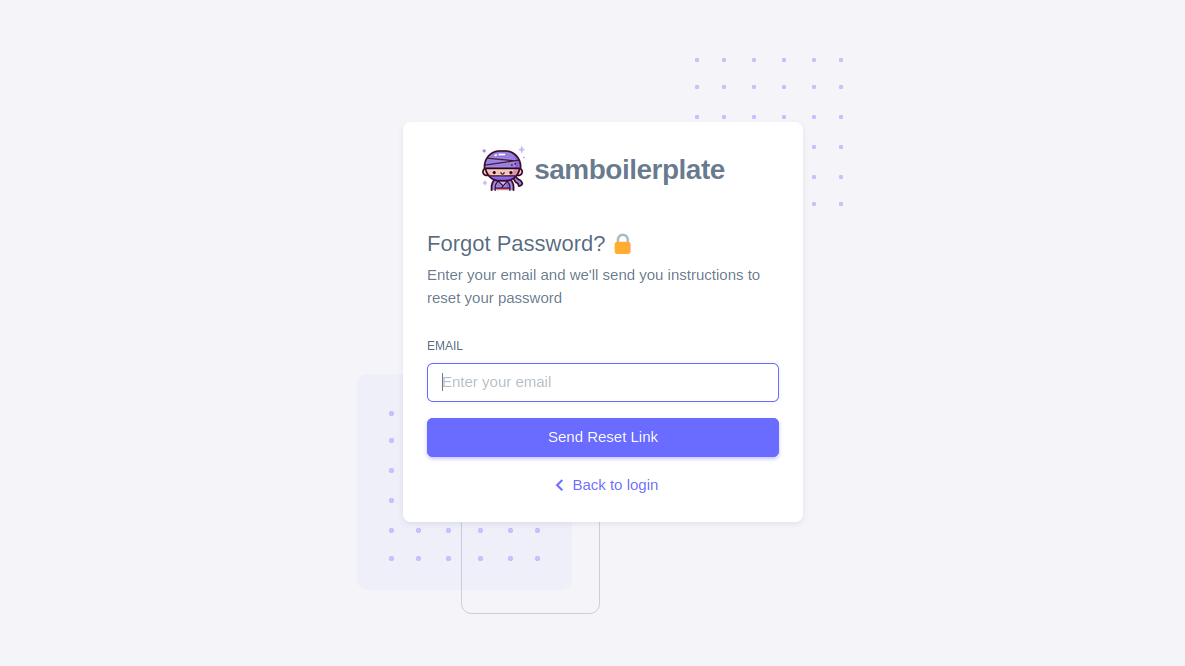 samboilerplate
Forgot Password? 🔒
Enter your email and we'll send you instructions to
reset your password
EMAIL
Enter your email
Send Reset Link
Back to login